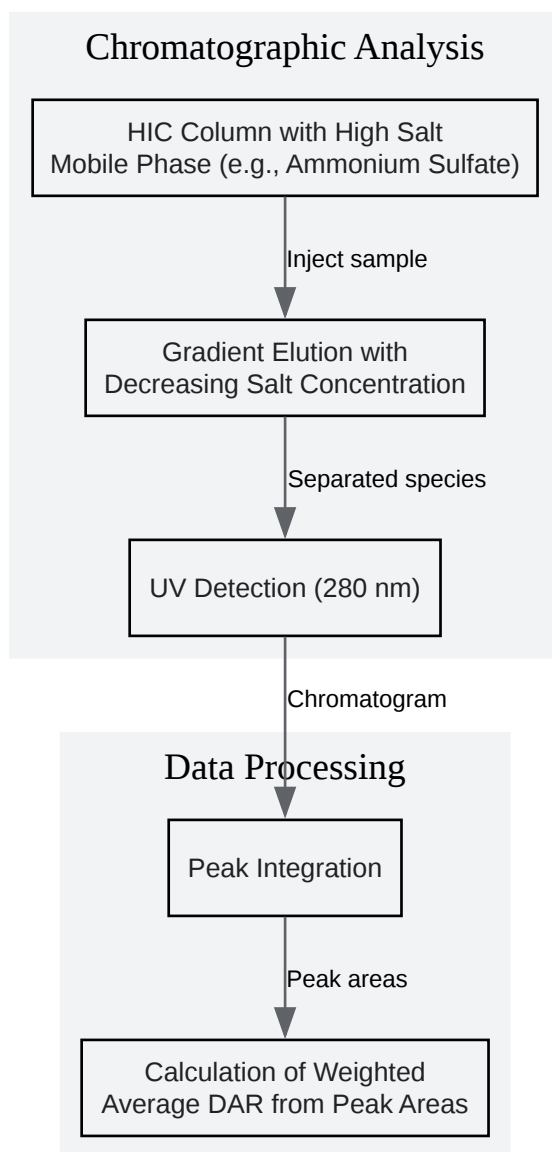 Chromatographic Analysis
HIC Column with High Salt
Mobile Phase (e.g., Ammonium Sulfate)
Inject sample
Gradient Elution with
Decreasing Salt Concentration
Separated species
UV Detection (280 nm)
Chromatogram
Data Processing
Peak Integration
Peak areas
Calculation of Weighted
Average DAR from Peak Areas